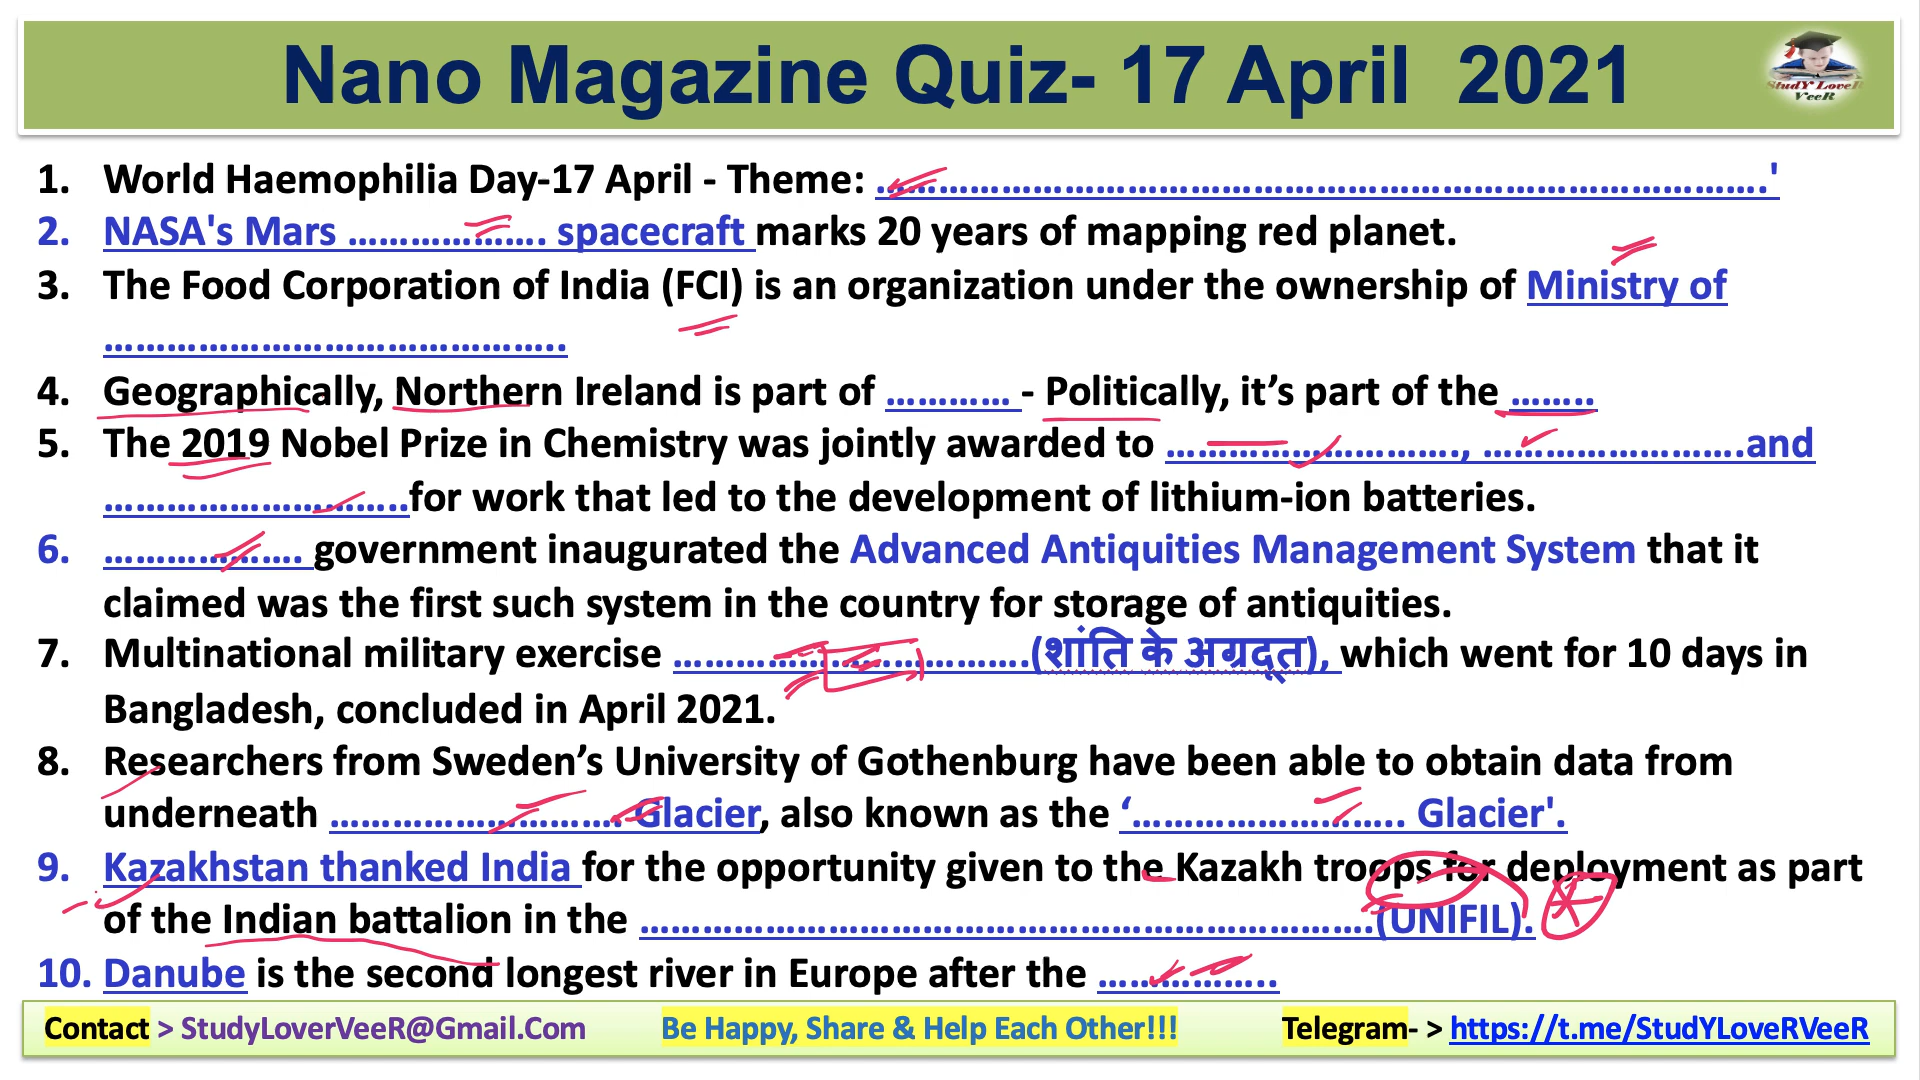 Nano Magazine Quiz- 17 April 2021
StudY LoveR
VeeR
1. World Haemophilia Day-17 April - Theme: ……………………………………………………………………….'
2. NASA's Mars ………………. spacecraft marks 20 years of mapping red planet.
3. The Food Corporation of India (FCI) is an organization under the ownership of Ministry of
……………………………………..
4. Geographically, Northern Ireland is part of ………… - Politically, it’s part of the ……..
5. The 2019 Nobel Prize in Chemistry was jointly awarded to ………………………., …………………….and
………………………..for work that led to the development of lithium-ion batteries.
6. ………………. government inaugurated the Advanced Antiquities Management System that it
claimed was the first such system in the country for storage of antiquities.
7. Multinational military exercise …………………………….(शांति के अग्रदूत), which went for 10 days in
Bangladesh, concluded in April 2021.
8. Researchers from Sweden’s University of Gothenburg have been able to obtain data from
underneath ………………………. Glacier, also known as the ‘…………………….. Glacier'.
9. Kazakhstan thanked India for the opportunity given to the Kazakh troops for deployment as part
of the Indian battalion in the …………………………………………………………….(UNIFIL).
10. Danube is the second longest river in Europe after the ……………..
Contact > StudyLoverVeeR@Gmail.Com Be Happy, Share & Help Each Other!!! Telegram- > https://t.me/StudYLoveRVeeR